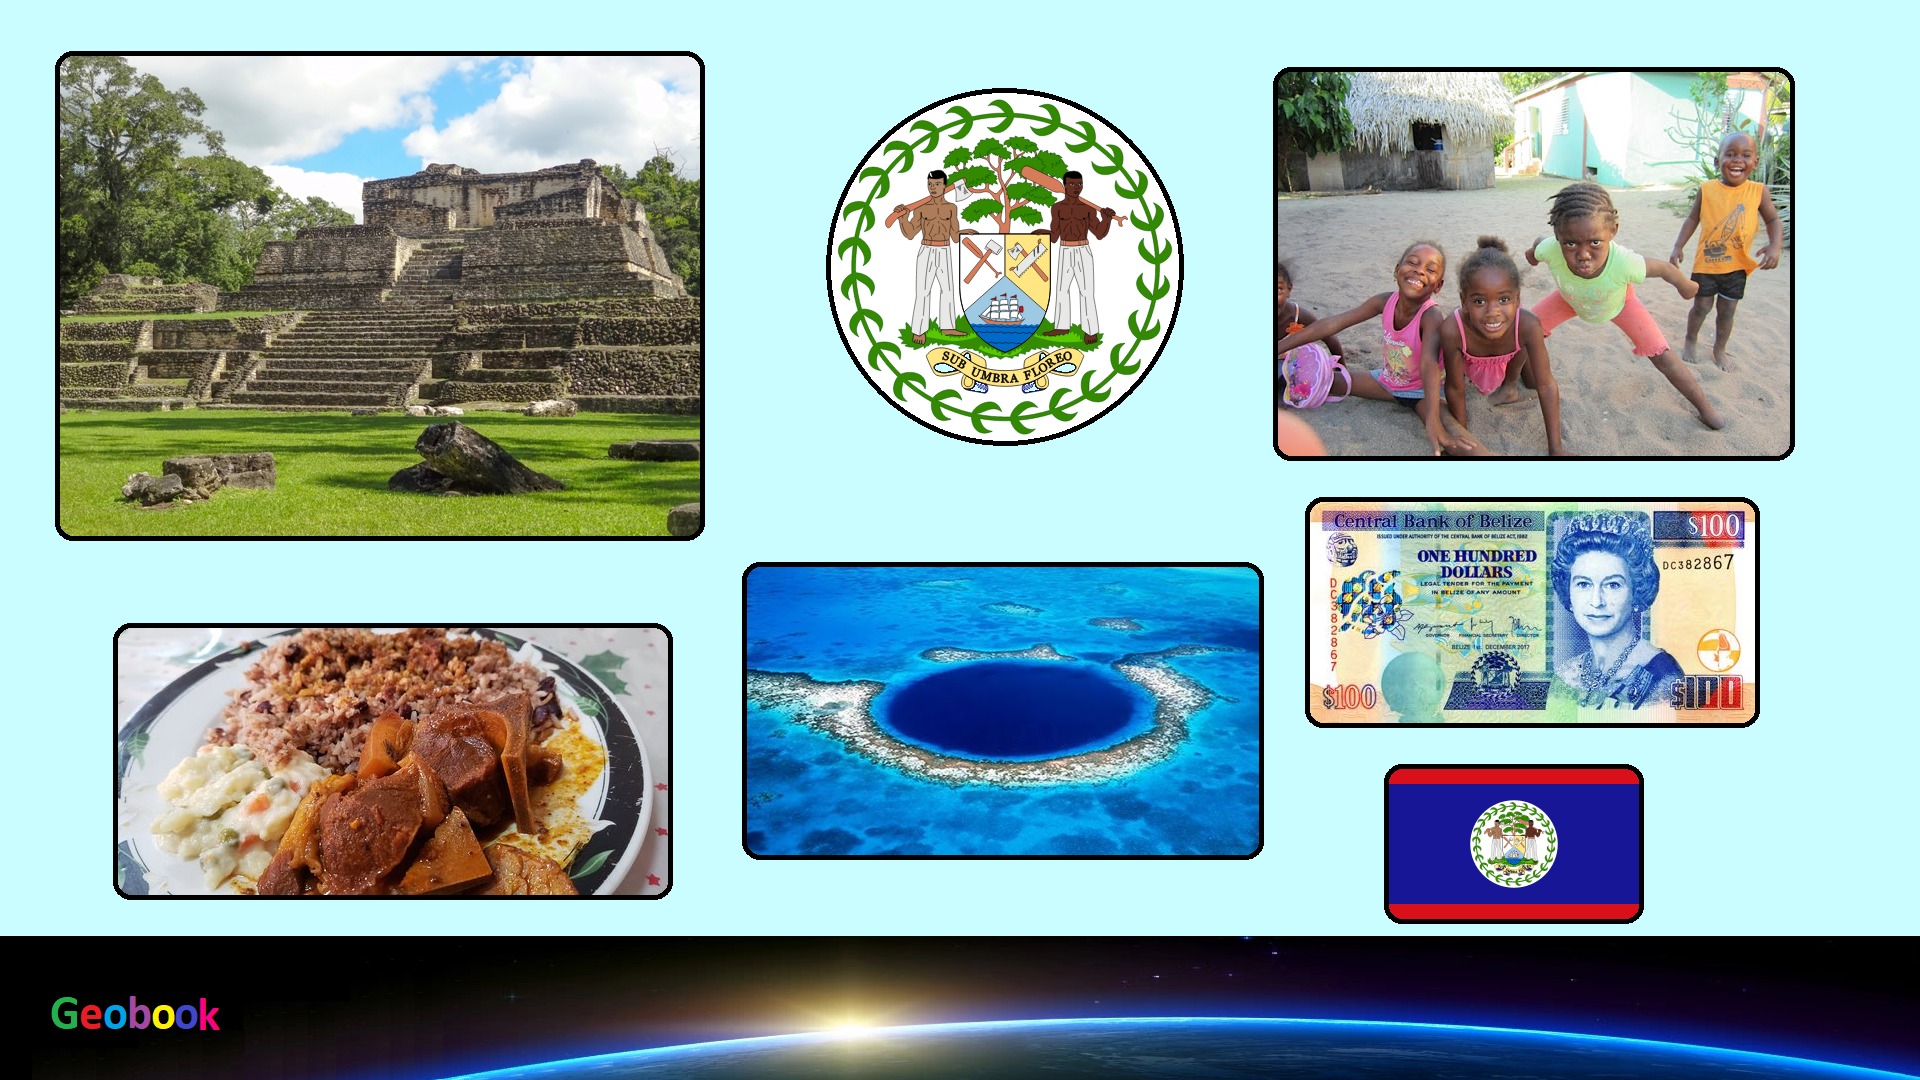 SUB UMBRA FLOREO
Central Bank of Belize
$100
ISSUED UNDER AUTHORITY OF THE CENTRAL BANK OF BELIZE ACT, 1982
ONE HUNDRED
DOLLARS
DC382867
LEGAL TENDER FOR THE PAYMENT
IN BELIZE OF ANY AMOUNT
DC382867
GOVERNOR FINANCIAL SECRETARY DIRECTOR
BELIZE 1st. DECEMBER 2017
$100
$100
Geobook